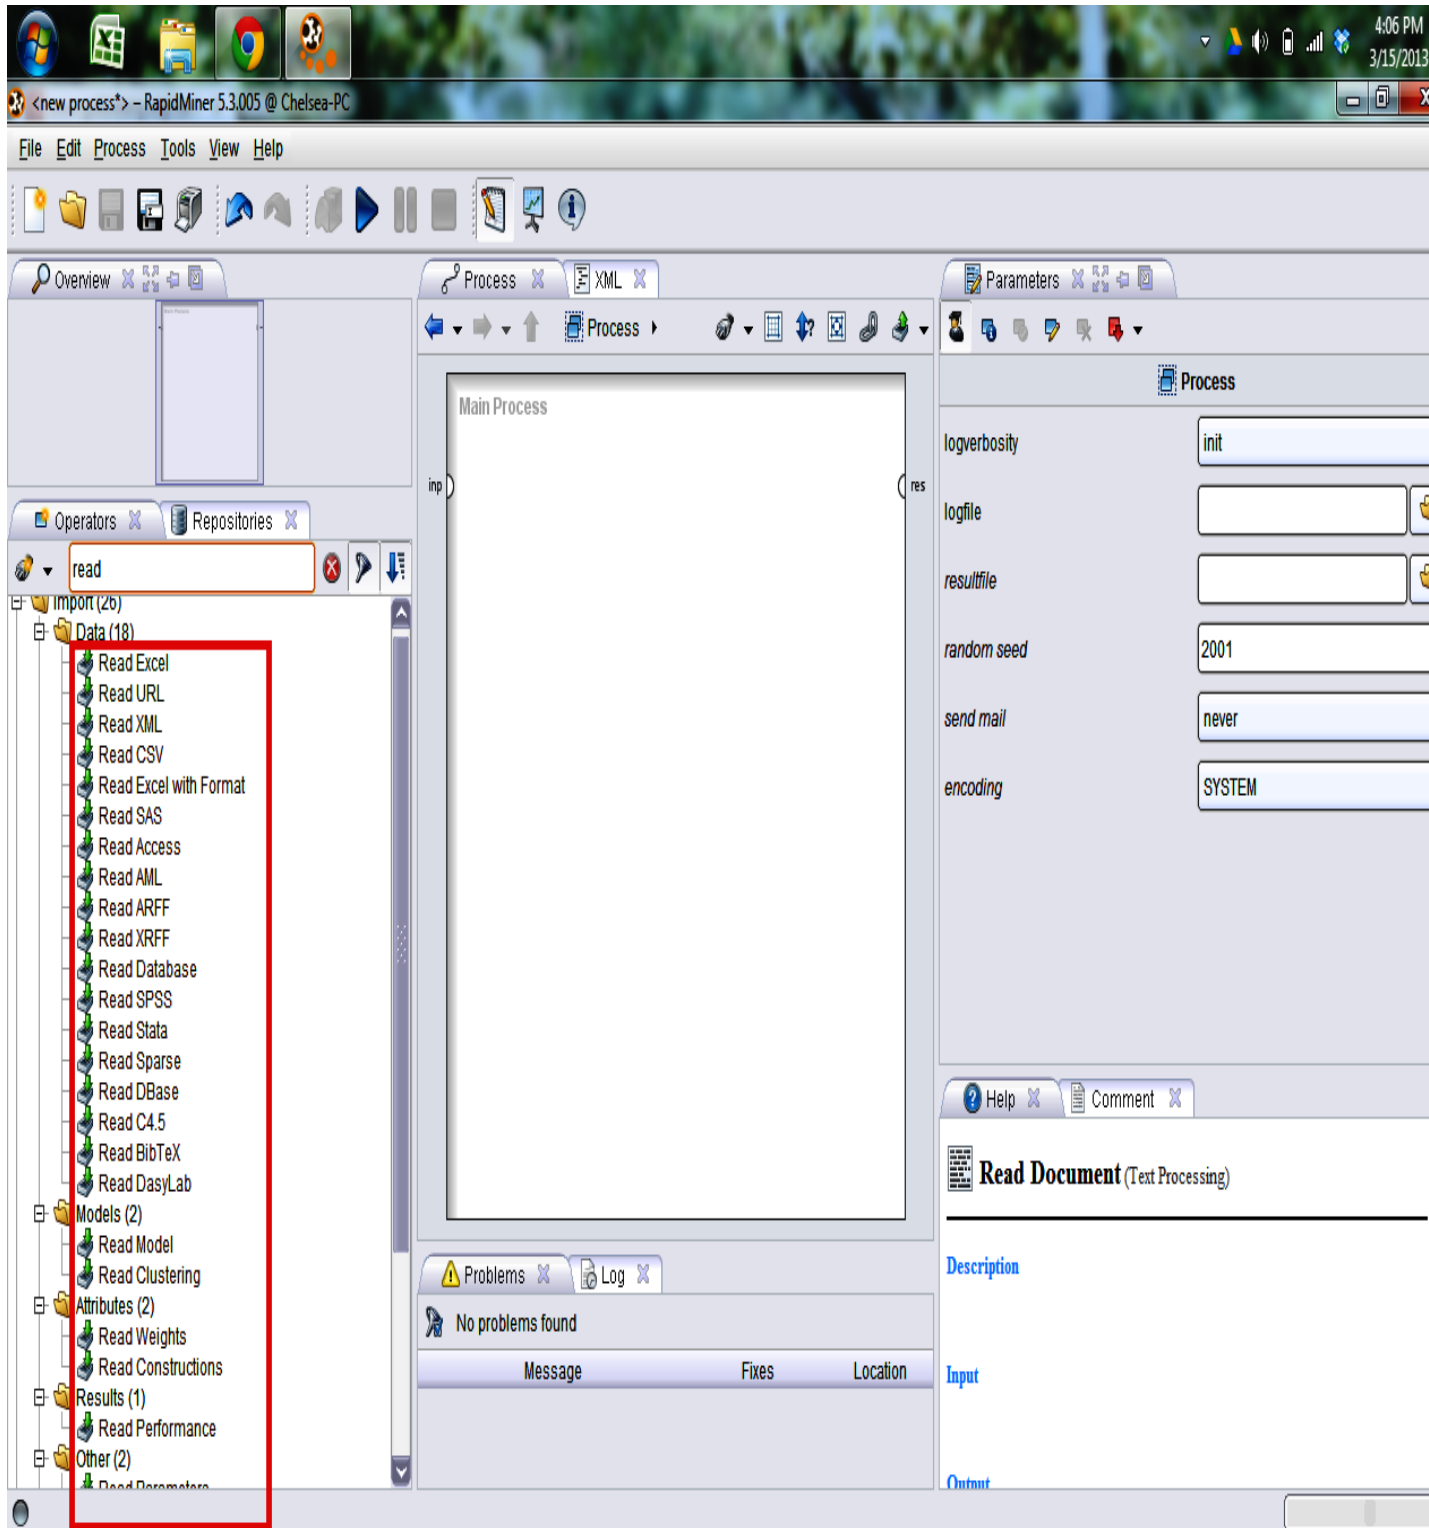 4:06 PM
3/15/2013
<new process*> – RapidMiner 5.3.005 @ Chelsea-PC
File Edit Process Tools View Help
Overview
Main Process
Operators Repositories
read
Import (26)
Data (18)
Read Excel
Read URL
Read XML
Read CSV
Read Excel with Format
Read SAS
Read Access
Read AML
Read ARFF
Read XRFF
Read Database
Read SPSS
Read Stata
Read Sparse
Read DBase
Read C4.5
Read BibTeX
Read DasyLab
Models (2)
Read Model
Read Clustering
Attributes (2)
Read Weights
Read Constructions
Results (1)
Read Performance
Other (2)
Read Parameters
Process XML
Process
Main Process
inp
res
Problems Log
No problems found
Message Fixes Location
Parameters
Process
logverbosity init
logfile
resultfile
random seed 2001
send mail never
encoding SYSTEM
Help Comment
Read Document (Text Processing)
Description
Input
Output